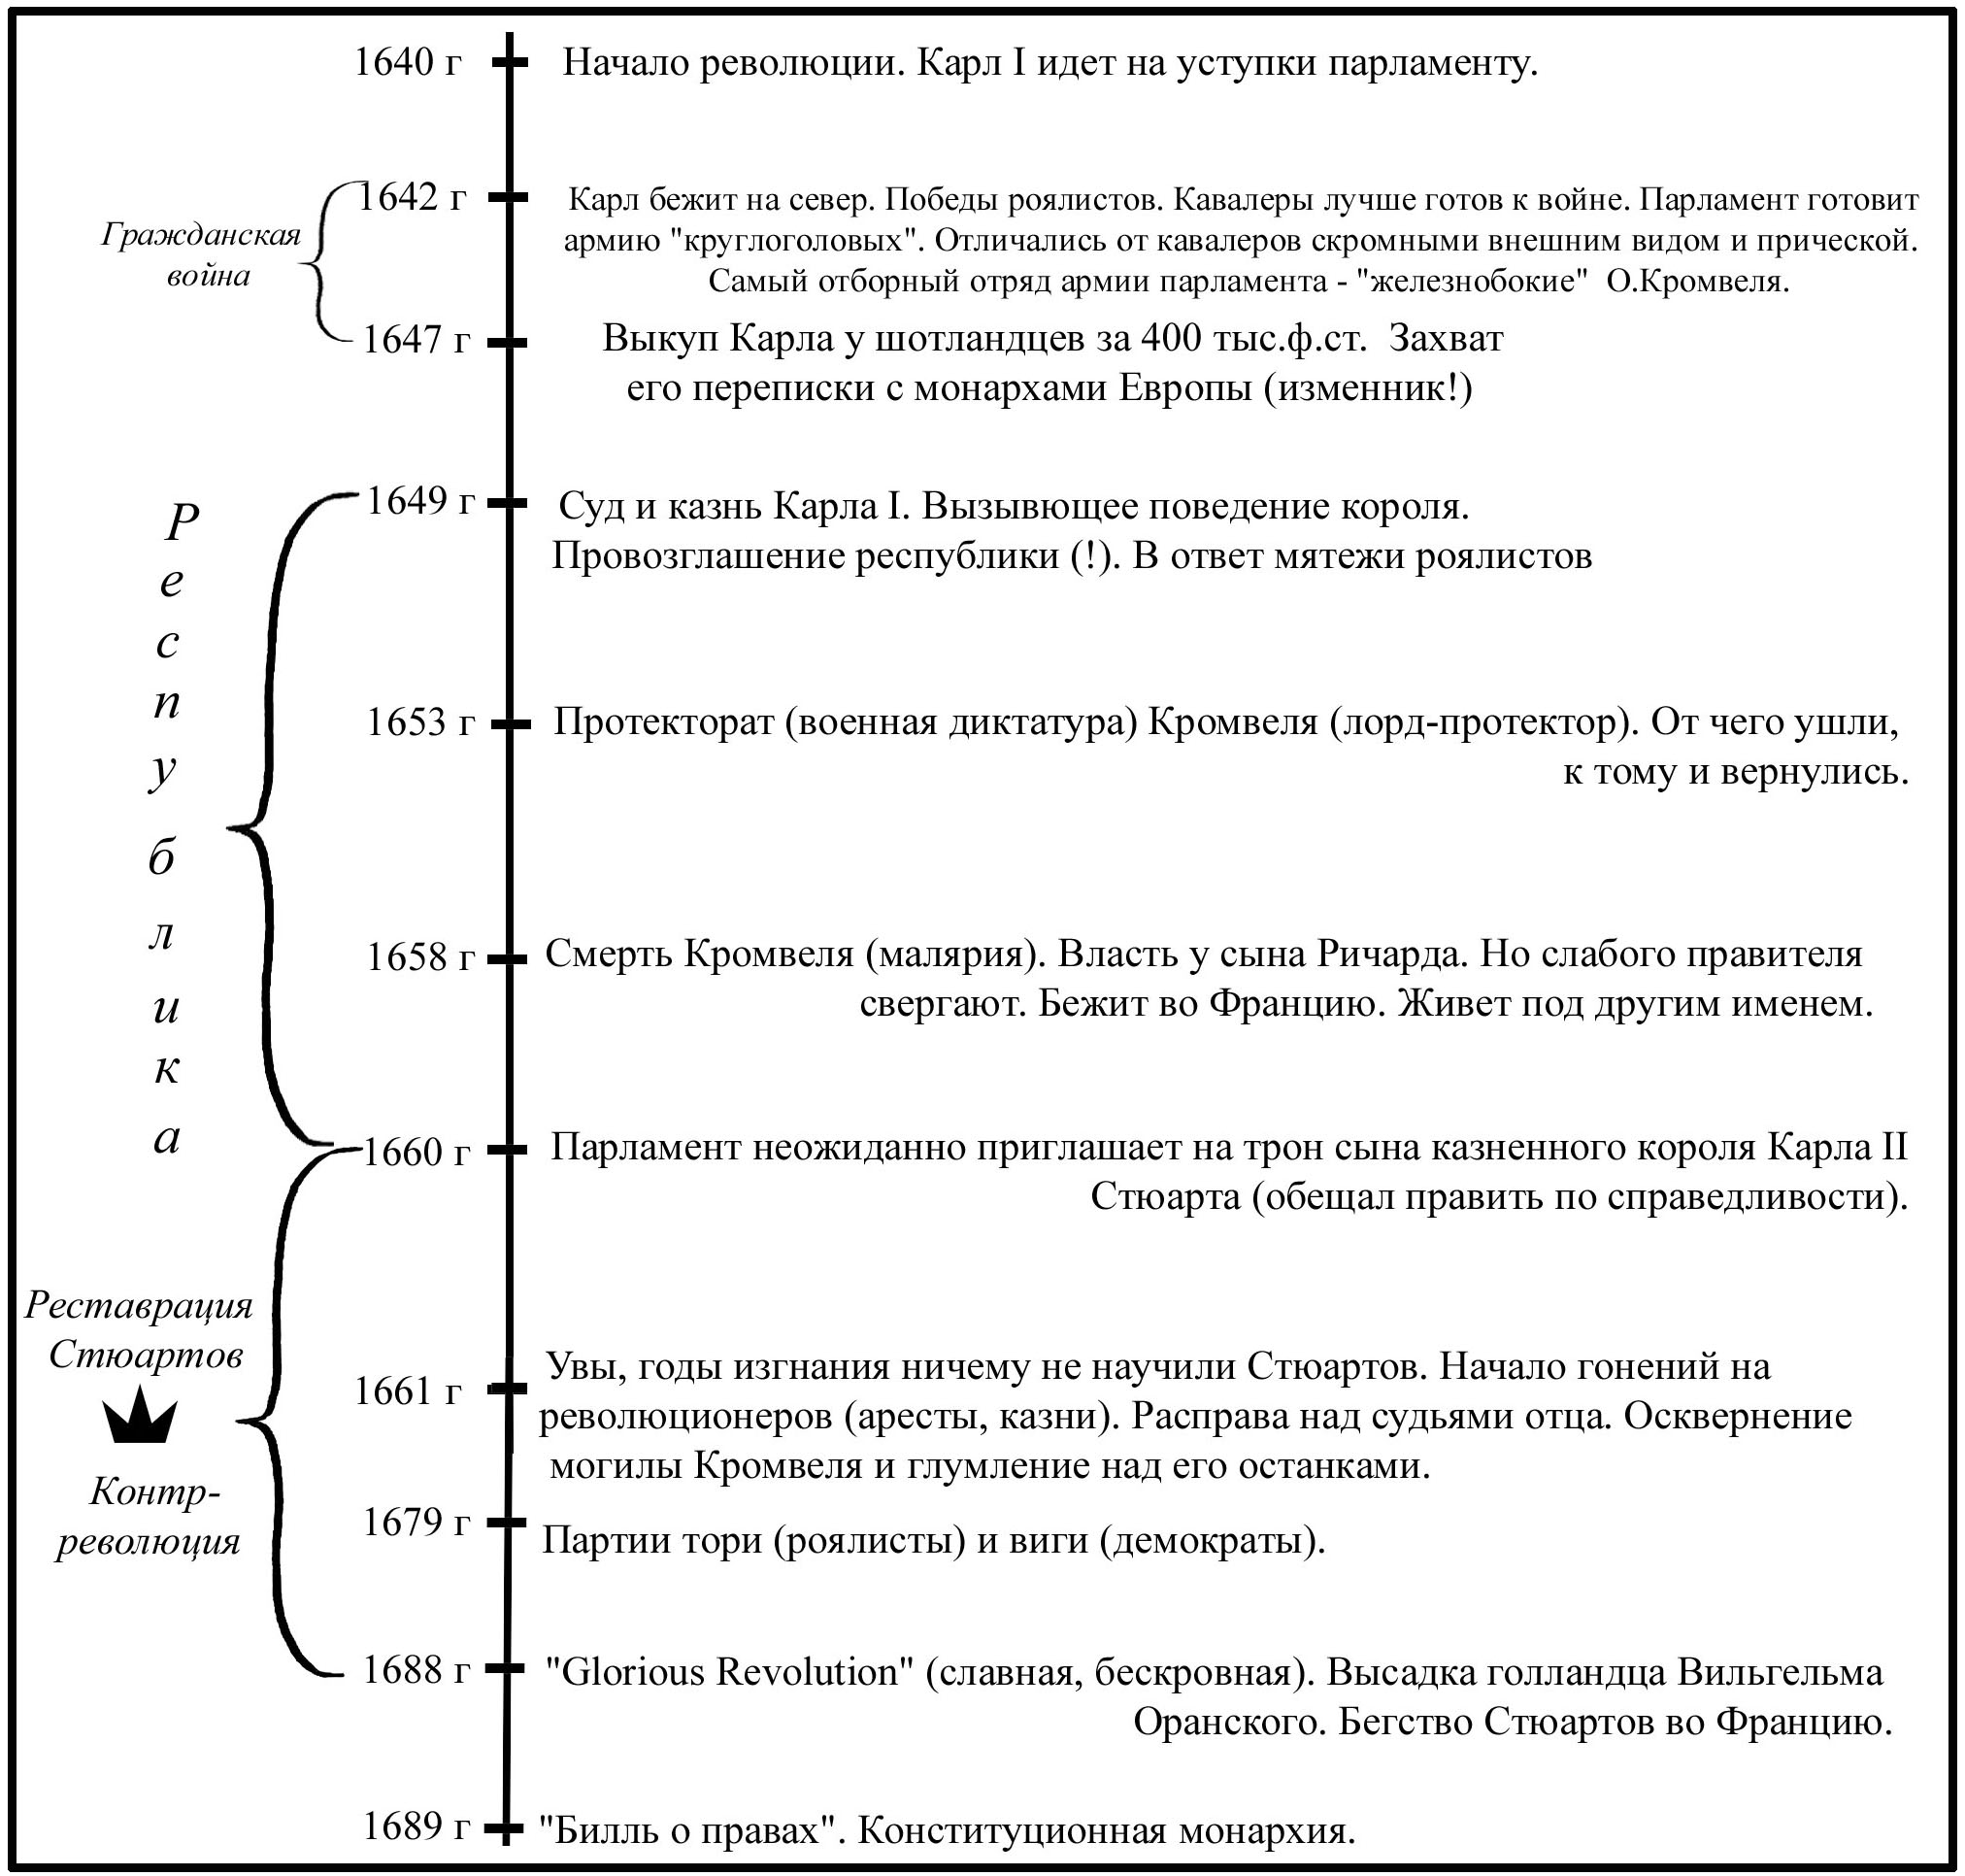 1640 г Начало революции. Карл I идет на уступки парламенту.
Гражданская
война
1642 г Карл бежит на север. Победы роялистов. Кавалеры лучше готов к войне. Парламент готовит
армию "круглоголовых". Отличались от кавалеров скромными внешним видом и прической.
Самый отборный отряд армии парламента - "железнобокие" О.Кромвеля.
1647 г Выкуп Карла у шотландцев за 400 тыс.ф.ст. Захват
его переписки с монархами Европы (изменник!)
Республика
1649 г Суд и казнь Карла I. Вызывющее поведение короля.
Провозглашение республики (!). В ответ мятежи роялистов
1653 г Протекторат (военная диктатура) Кромвеля (лорд-протектор). От чего ушли,
к тому и вернулись.
1658 г Смерть Кромвеля (малярия). Власть у сына Ричарда. Но слабого правителя
свергают. Бежит во Францию. Живет под другим именем.
1660 г Парламент неожиданно приглашает на трон сына казненного короля Карла II
Стюарта (обещал править по справедливости).
Реставрация
Стюартов
Контр-
революция
1661 г Увы, годы изгнания ничему не научили Стюартов. Начало гонений на
революционеров (аресты, казни). Расправа над судьями отца. Осквернение
могилы Кромвеля и глумление над его останками.
1679 г Партии тори (роялисты) и виги (демократы).
1688 г "Glorious Revolution" (славная, бескровная). Высадка голландца Вильгельма
Оранского. Бегство Стюартов во Францию.
1689 г "Билль о правах". Конституционная монархия.